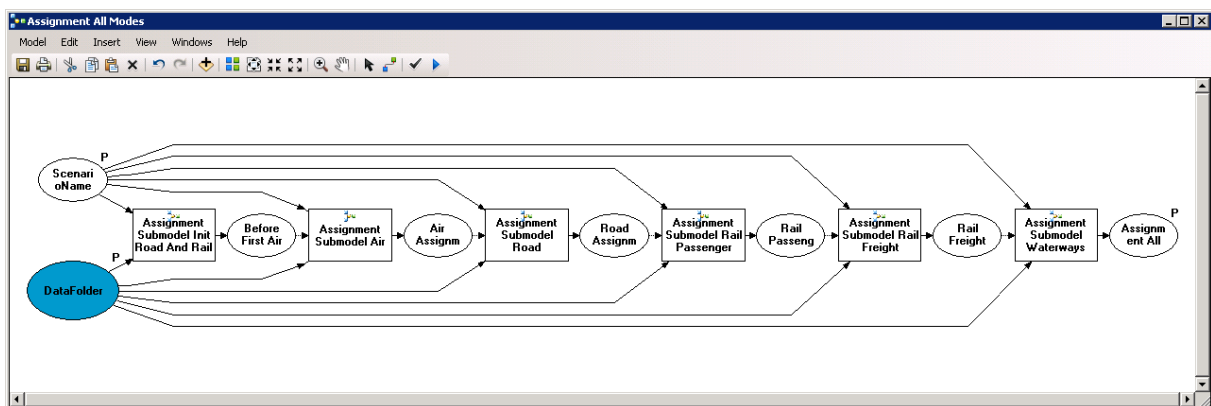 Assignment All Modes
Model Edit Insert View Windows Help
P
Scenari
oName
P
DataFolder
Assignment
Submodel Init
Road And Rail
Before
First Air
Assignment
Submodel Air
Air
Assignm
Assignment
Submodel
Road
Road
Assignm
Assignment
Submodel Rail
Passenger
Rail
Passeng
Assignment
Submodel Rail
Freight
Rail
Freight
Assignment
Submodel
Waterways
P
Assignm
ent All